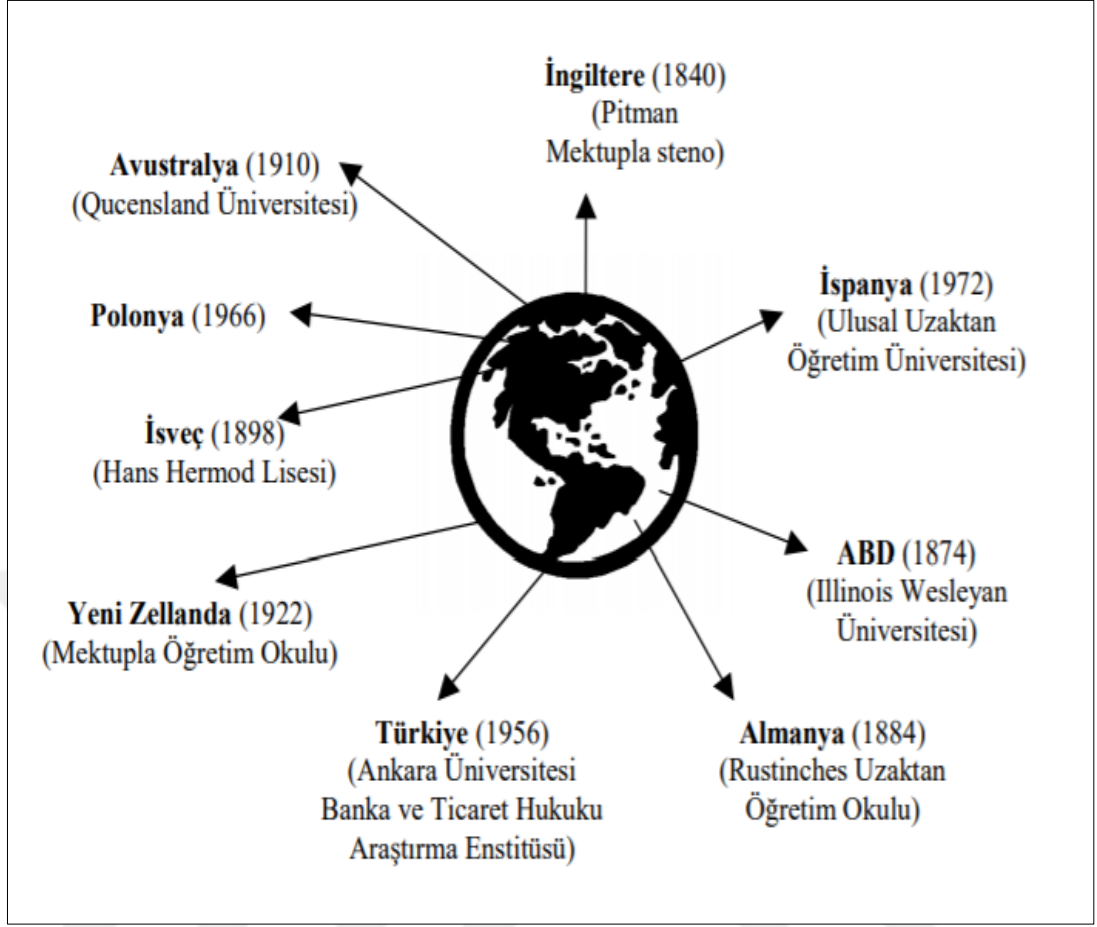 İngiltere (1840)
(Pitman
Mektupla steno)
Avustralya (1910)
(Qucensland Üniversitesi)
İspanya (1972)
(Ulusal Uzaktan
Öğretim Üniversitesi)
Polonya (1966)
İsveç (1898)
(Hans Hermod Lisesi)
ABD (1874)
(Illinois Wesleyan
Üniversitesi)
Yeni Zellanda (1922)
(Mektupla Öğretim Okulu)
Türkiye (1956)
(Ankara Üniversitesi
Banka ve Ticaret Hukuku
Araştırma Enstitüsü)
Almanya (1884)
(Rustinches Uzaktan
Öğretim Okulu)